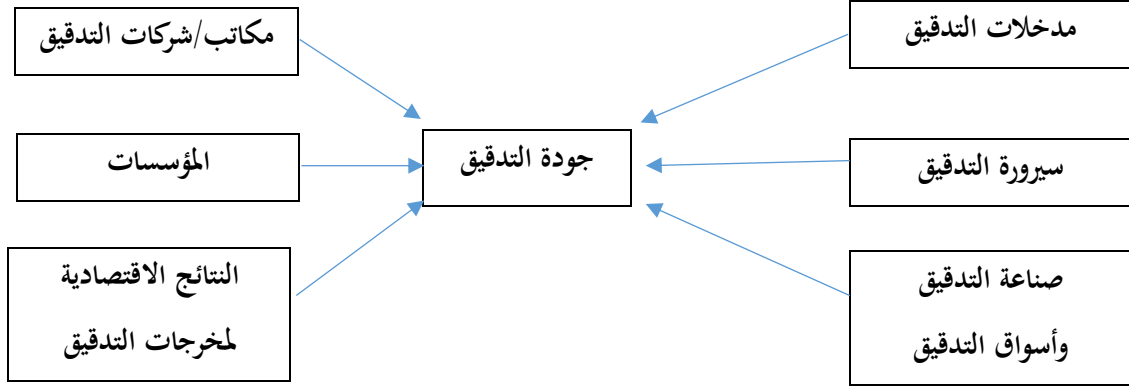 مدخلات التدقيق
مكاتب/شركات التدقيق
جودة التدقيق
سيرورة التدقيق
المؤسسات
صناعة التدقيق
وأسواق التدقيق
النتائج الاقتصادية
لمخرجات التدقيق